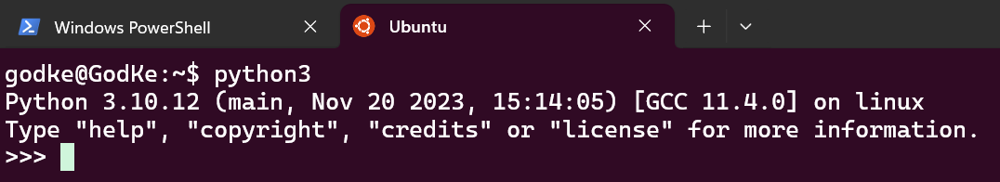 Windows PowerShell Ubuntu
godke@GodKe:~$ python3
Python 3.10.12 (main, Nov 20 2023, 15:14:05) [GCC 11.4.0] on linux
Type "help", "copyright", "credits" or "license" for more information.
>>>